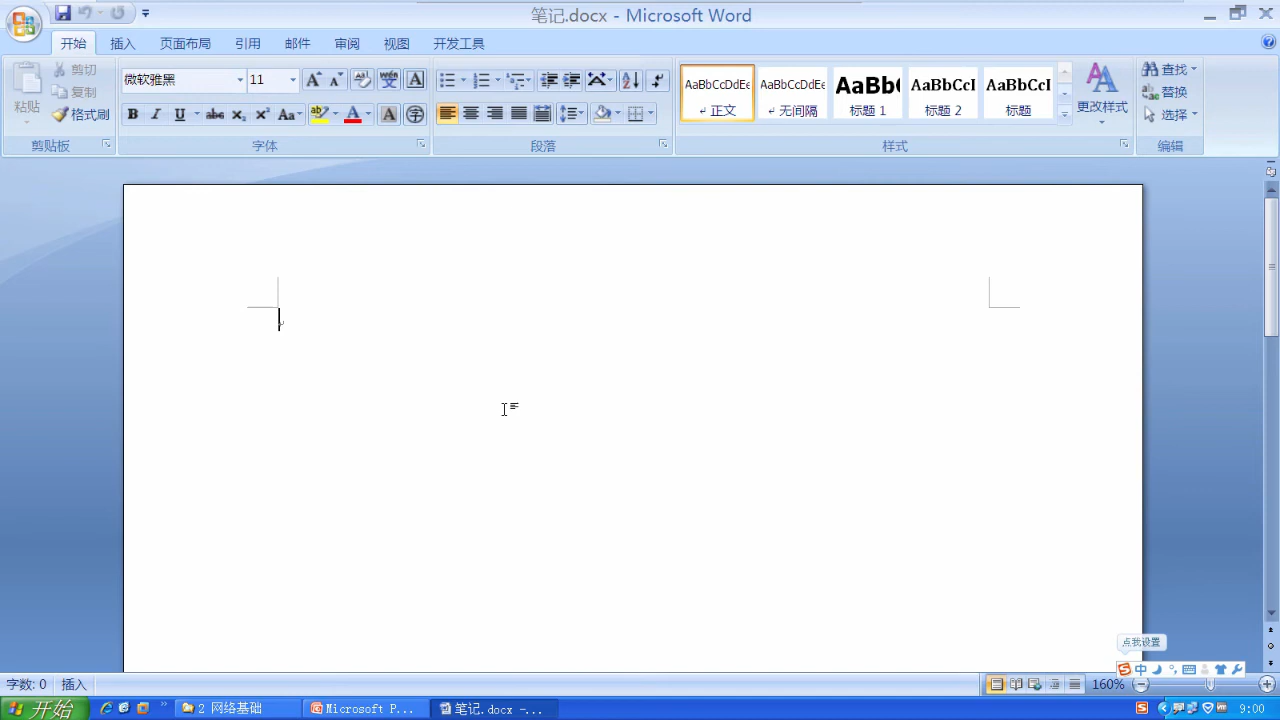 笔记.docx - Microsoft Word
开始 插入 页面布局 引用 邮件 审阅 视图 开发工具
粘贴 剪切
复制
格式刷
剪贴板
微软雅黑 11
B I U abc x₂ x² Aa
字体
段落
AaBbCcDdEe AaBbCcDdEe AaBb( AaBbCcI AaBbCcI
正文 无间隔 标题 1 标题 2 标题
更改样式
样式
查找
替换
选择
编辑
点我设置
中
字数: 0 插入 160%
开始 2 网络基础 Microsoft P... 笔记.docx -... 9:00